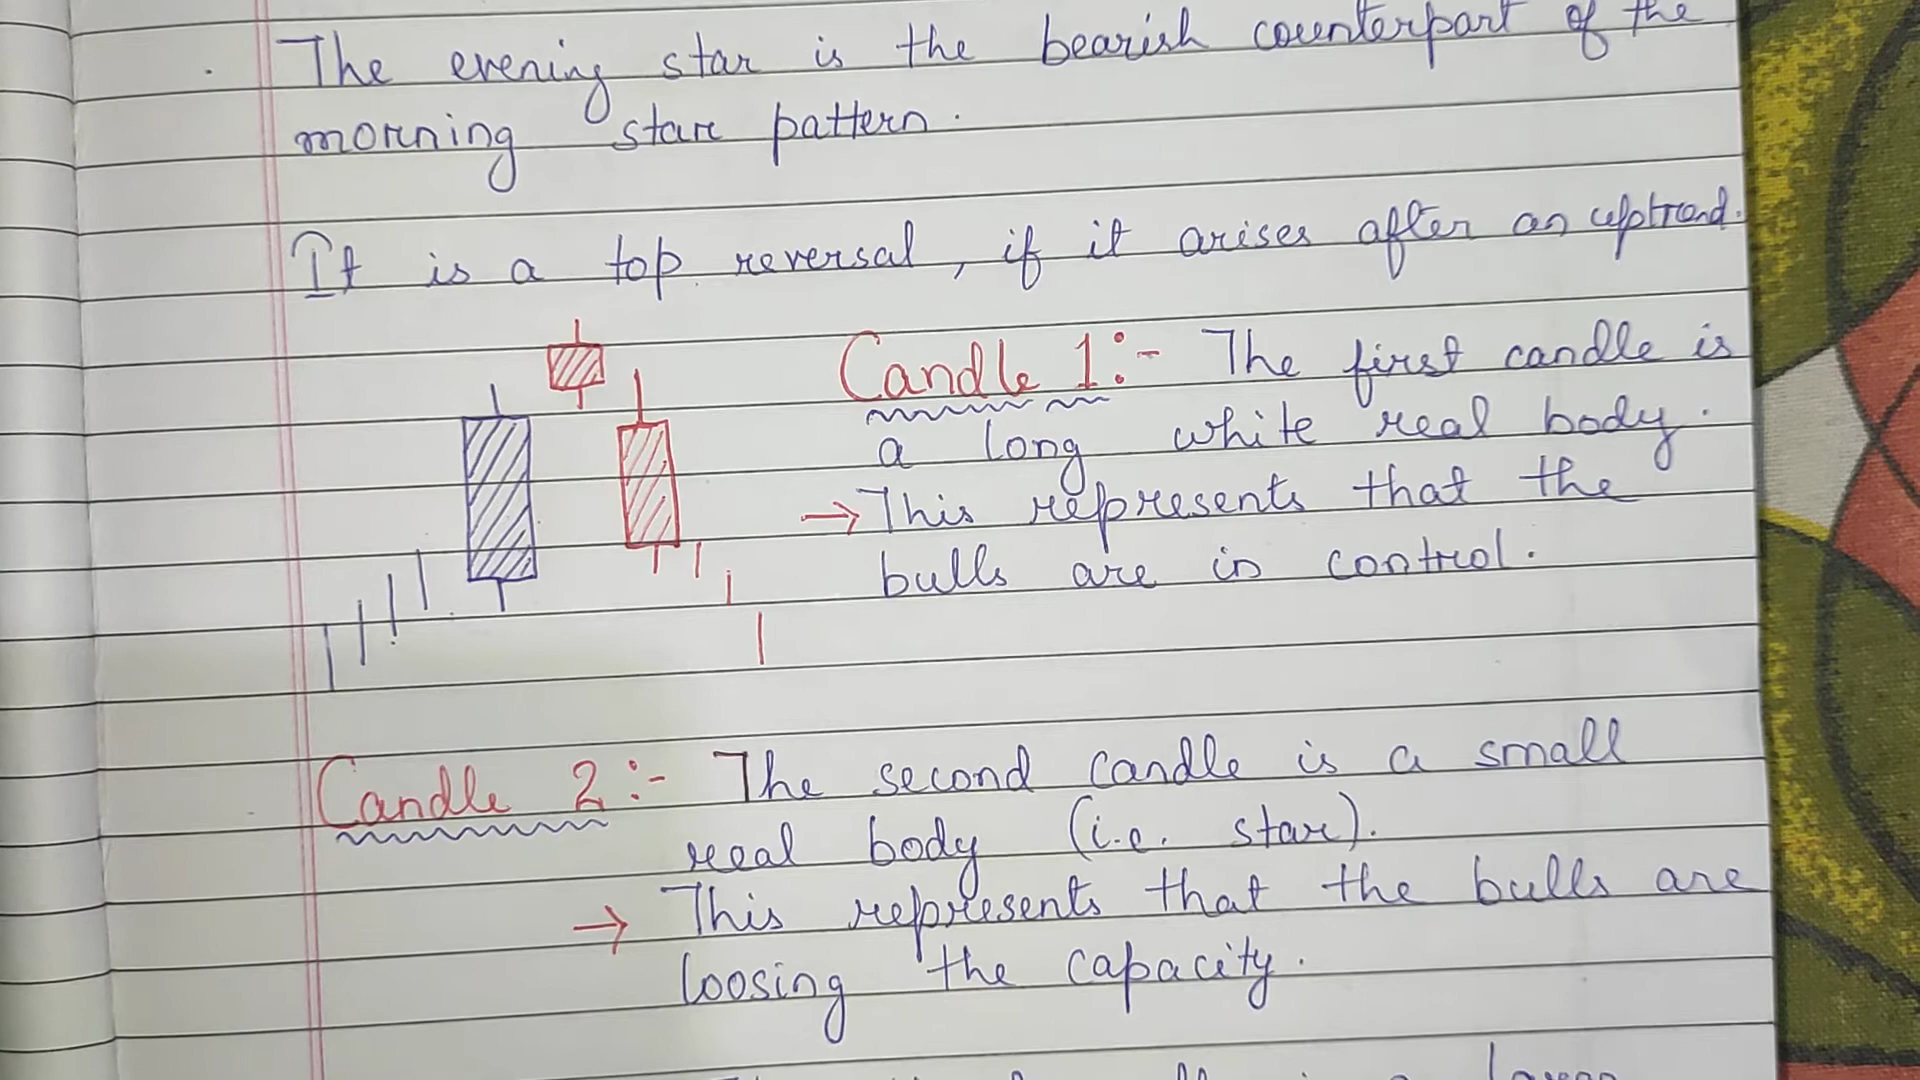 The evening star is the bearish counterpart of the
morning star pattern.
It is a top reversal, if it arises after an uptrend.
Candle 1:- The first candle is
a long white real body.
→ This represents that the
bulls are in control.
Candle 2:- The second candle is a small
real body (i.e. star).
→ This represents that the bulls are
loosing the capacity.